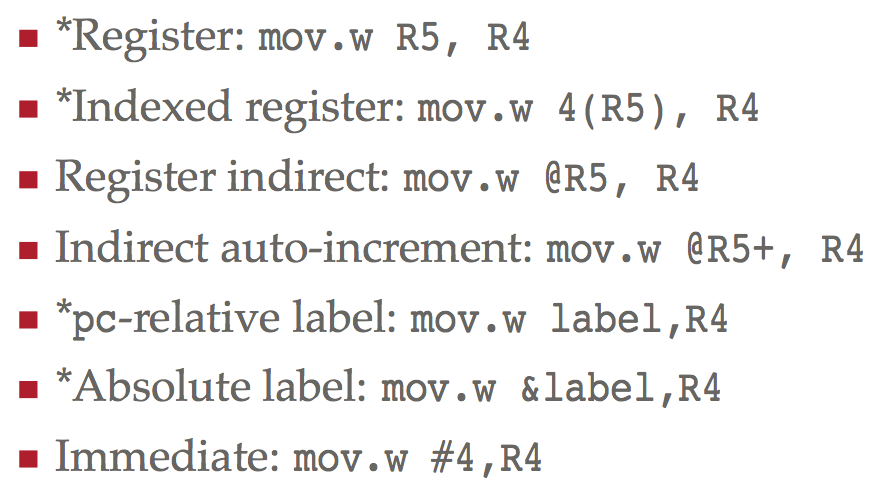 *Register: mov.w R5, R4
*Indexed register: mov.w 4(R5), R4
Register indirect: mov.w @R5, R4
Indirect auto-increment: mov.w @R5+, R4
*pc-relative label: mov.w label,R4
*Absolute label: mov.w &label,R4
Immediate: mov.w #4,R4